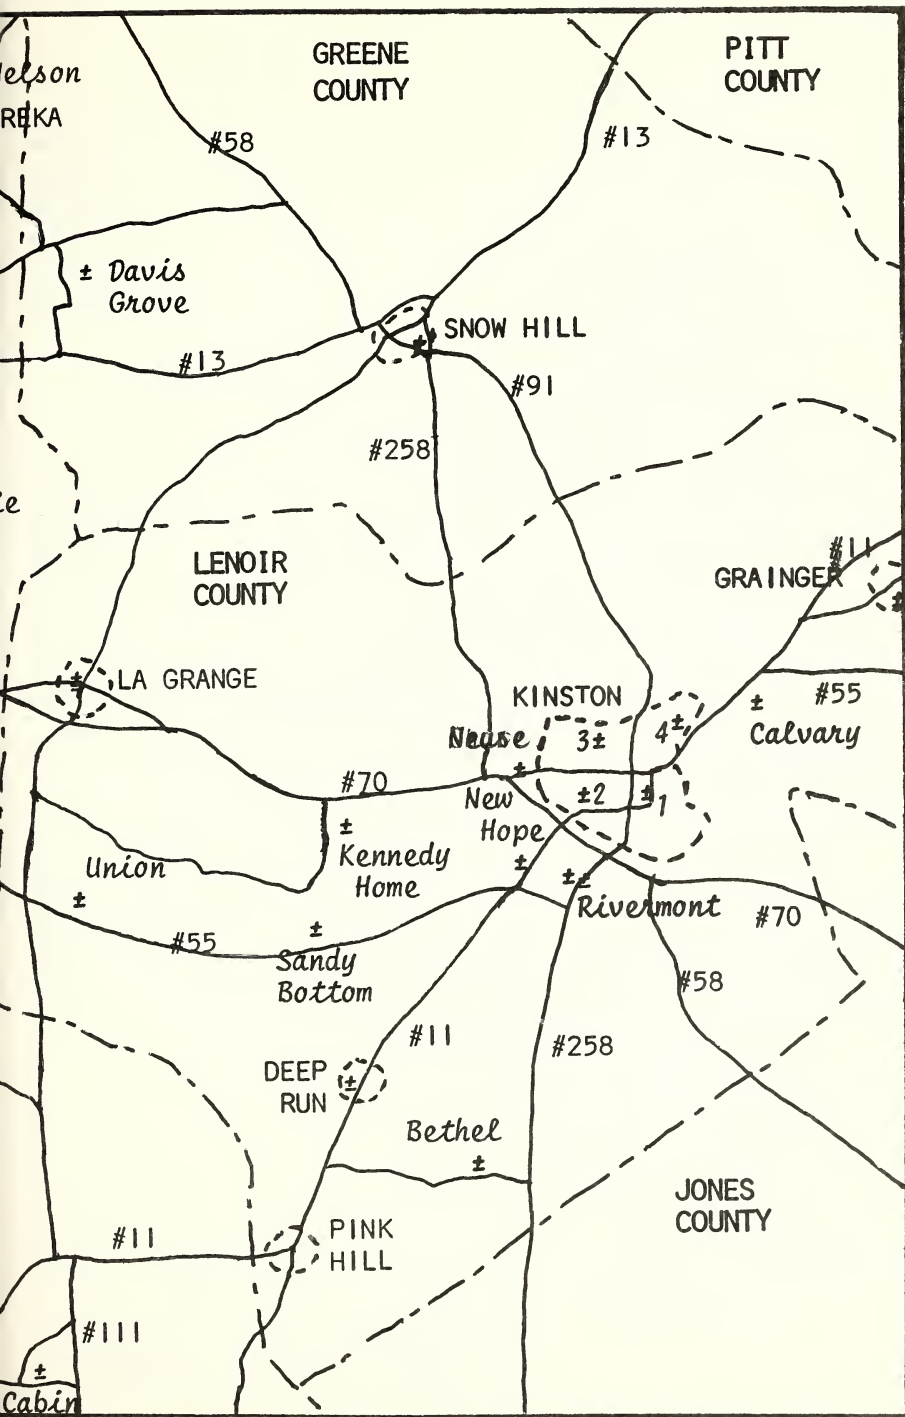 GREENE
COUNTY
PITT
COUNTY
elson
REKA
#58
#13
± Davis
Grove
SNOW HILL
#13
#91
#258
LENOIR
COUNTY
#11
GRAINGER
LA GRANGE
KINSTON
#55
Neuse
3±
4±
Calvary
#70
New
Hope
±2
1
Union
Kennedy
Home
Rivermont
#70
#55
Sandy
Bottom
#58
#11
#258
DEEP
RUN
Bethel
JONES
COUNTY
PINK
HILL
#11
#111
Cabin